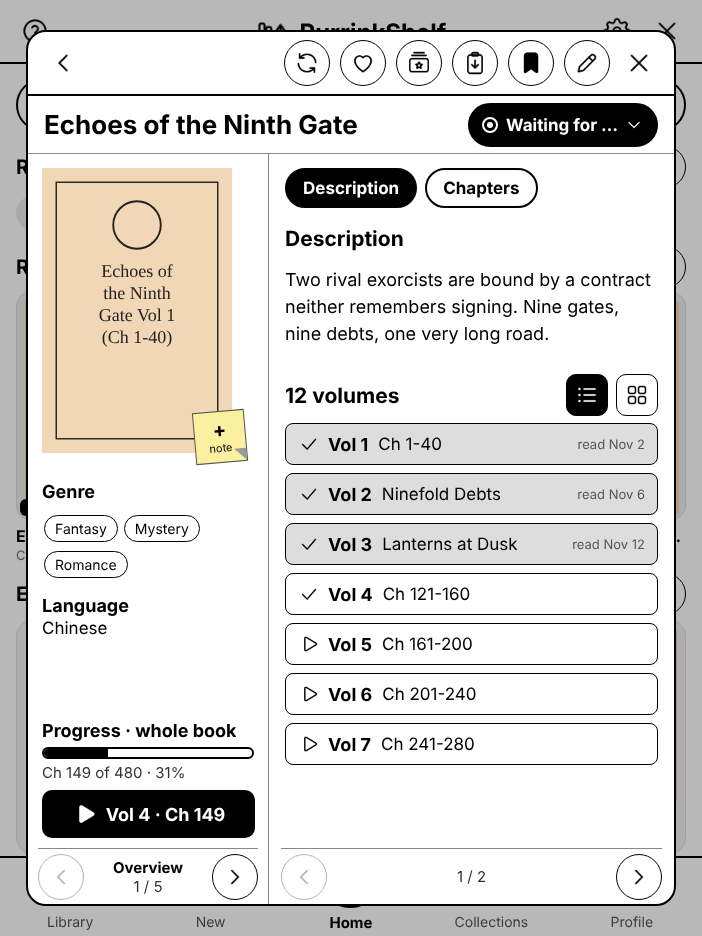 Echoes of the Ninth Gate
Waiting for ...
Echoes of
the Ninth
Gate Vol 1
(Ch 1-40)
+
note
Genre
Fantasy
Mystery
Romance
Language
Chinese
Progress · whole book
Ch 149 of 480 · 31%
Vol 4 · Ch 149
Overview
1 / 5
Description
Chapters
Description
Two rival exorcists are bound by a contract
neither remembers signing. Nine gates,
nine debts, one very long road.
12 volumes
Vol 1 Ch 1-40 read Nov 2
Vol 2 Ninefold Debts read Nov 6
Vol 3 Lanterns at Dusk read Nov 12
Vol 4 Ch 121-160
Vol 5 Ch 161-200
Vol 6 Ch 201-240
Vol 7 Ch 241-280
1 / 2
Library
New
Home
Collections
Profile